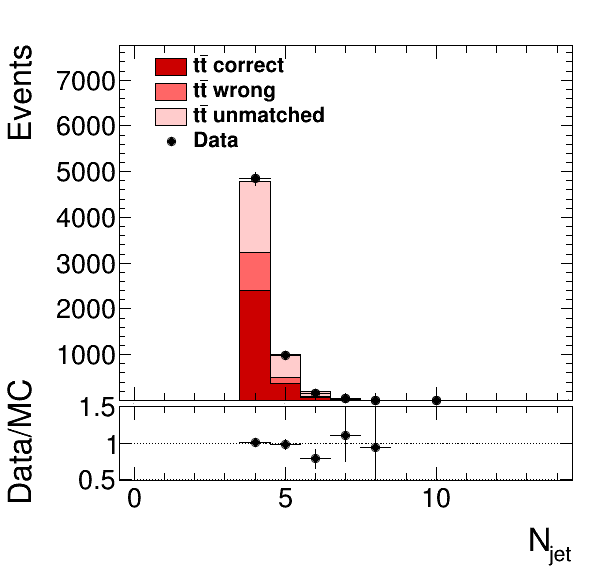 Events
7000
6000
5000
4000
3000
2000
1000
tt̄ correct
tt̄ wrong
tt̄ unmatched
Data
Data/MC
1.5
1
0.5
0 5 10
N_jet